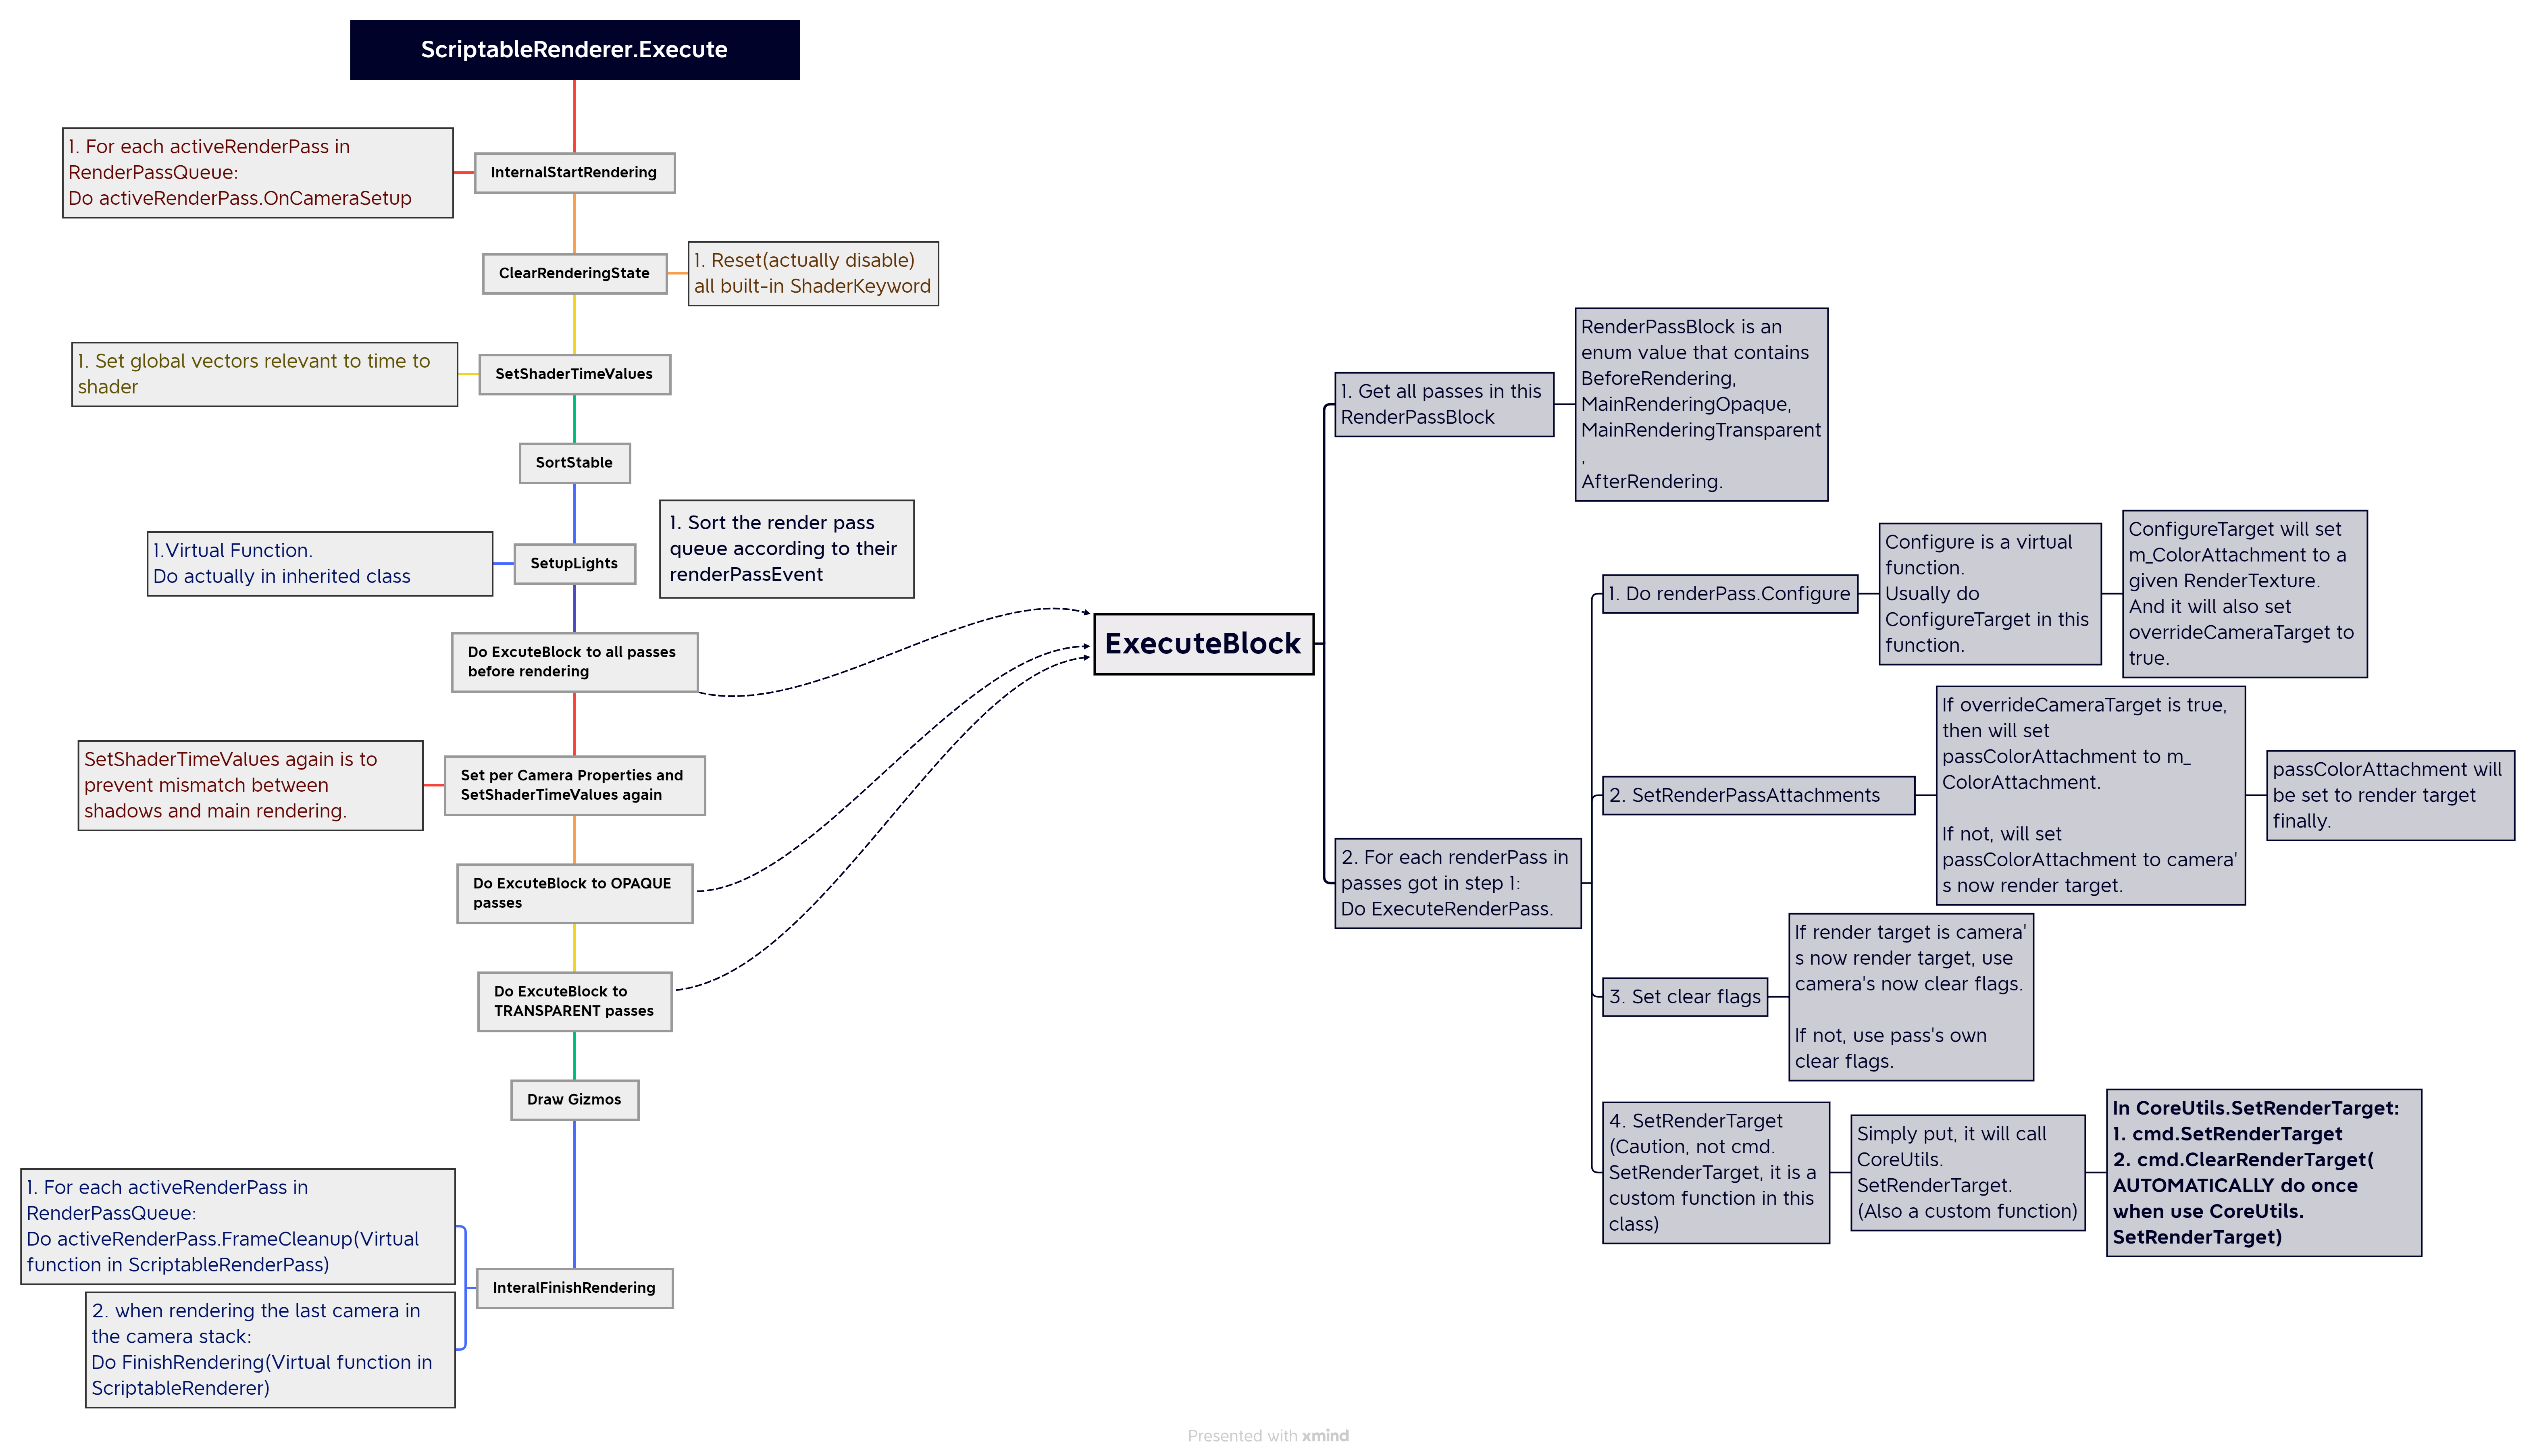 ScriptableRenderer.Execute
1. For each activeRenderPass in
RenderPassQueue:
Do activeRenderPass.OnCameraSetup
InternalStartRendering
ClearRenderingState
1. Reset(actually disable)
all built-in ShaderKeyword
1. Set global vectors relevant to time to
shader
SetShaderTimeValues
SortStable
1. Sort the render pass
queue according to their
renderPassEvent
1.Virtual Function.
Do actually in inherited class
SetupLights
Do ExcuteBlock to all passes
before rendering
SetShaderTimeValues again is to
prevent mismatch between
shadows and main rendering.
Set per Camera Properties and
SetShaderTimeValues again
Do ExcuteBlock to OPAQUE
passes
Do ExcuteBlock to
TRANSPARENT passes
Draw Gizmos
1. For each activeRenderPass in
RenderPassQueue:
Do activeRenderPass.FrameCleanup(Virtual
function in ScriptableRenderPass)
2. when rendering the last camera in
the camera stack:
Do FinishRendering(Virtual function in
ScriptableRenderer)
InteralFinishRendering
ExecuteBlock
1. Get all passes in this
RenderPassBlock
RenderPassBlock is an
enum value that contains
BeforeRendering,
MainRenderingOpaque,
MainRenderingTransparent
,
AfterRendering.
2. For each renderPass in
passes got in step 1:
Do ExecuteRenderPass.
1. Do renderPass.Configure
Configure is a virtual
function.
Usually do
ConfigureTarget in this
function.
ConfigureTarget will set
m_ColorAttachment to a
given RenderTexture.
And it will also set
overrideCameraTarget to
true.
2. SetRenderPassAttachments
If overrideCameraTarget is true,
then will set
passColorAttachment to m_
ColorAttachment.
If not, will set
passColorAttachment to camera'
s now render target.
passColorAttachment will
be set to render target
finally.
3. Set clear flags
If render target is camera'
s now render target, use
camera's now clear flags.
If not, use pass's own
clear flags.
4. SetRenderTarget
(Caution, not cmd.
SetRenderTarget, it is a
custom function in this
class)
Simply put, it will call
CoreUtils.
SetRenderTarget.
(Also a custom function)
In CoreUtils.SetRenderTarget:
1. cmd.SetRenderTarget
2. cmd.ClearRenderTarget(
AUTOMATICALLY do once
when use CoreUtils.
SetRenderTarget)
Presented with xmind